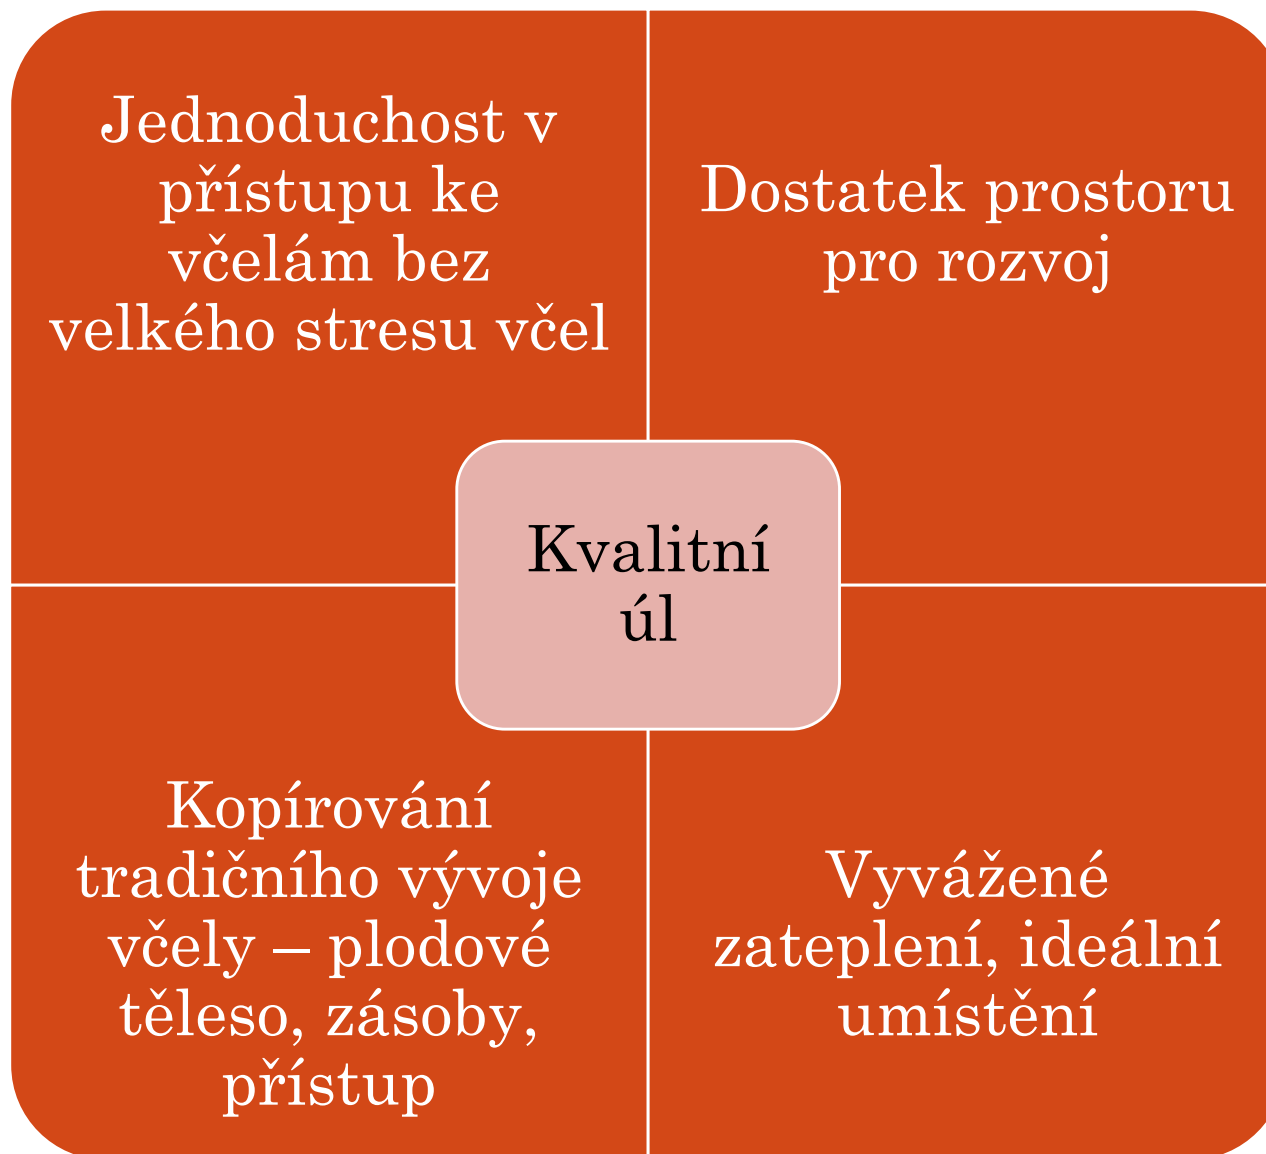 Jednoduchost v
přístupu ke
včelám bez
velkého stresu včel
Dostatek prostoru
pro rozvoj
Kvalitní
úl
Kopírování
tradičního vývoje
včely – plodové
těleso, zásoby,
přístup
Vyvážené
zateplení, ideální
umístění